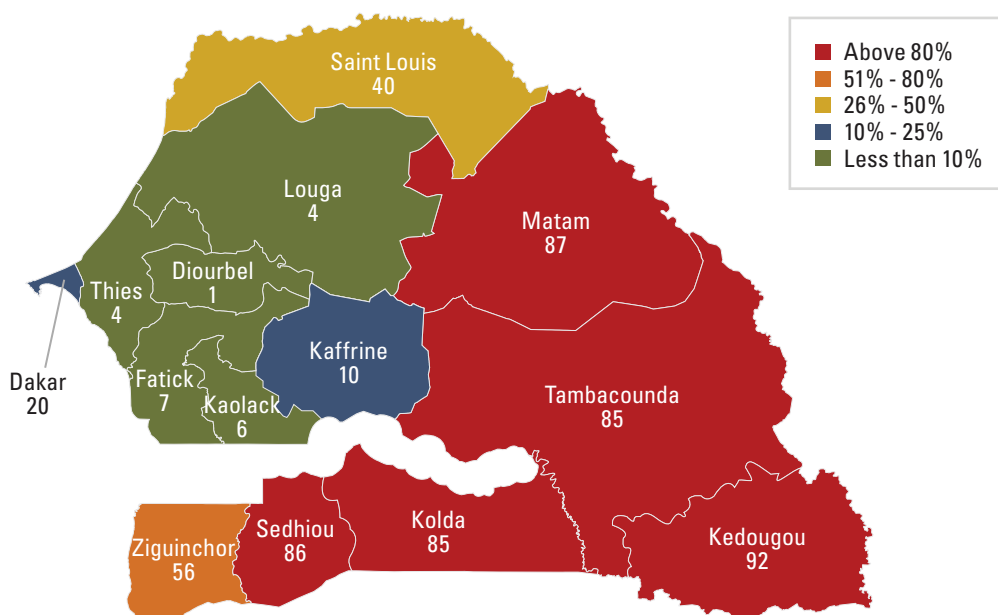 Saint Louis
40
Above 80%
51% - 80%
26% - 50%
10% - 25%
Less than 10%
Louga
4
Matam
87
Diourbel
1
Thies
4
Dakar
20
Kaffrine
10
Fatick
7
Kaolack
6
Tambacounda
85
Ziguinchor
56
Sedhiou
86
Kolda
85
Kedougou
92